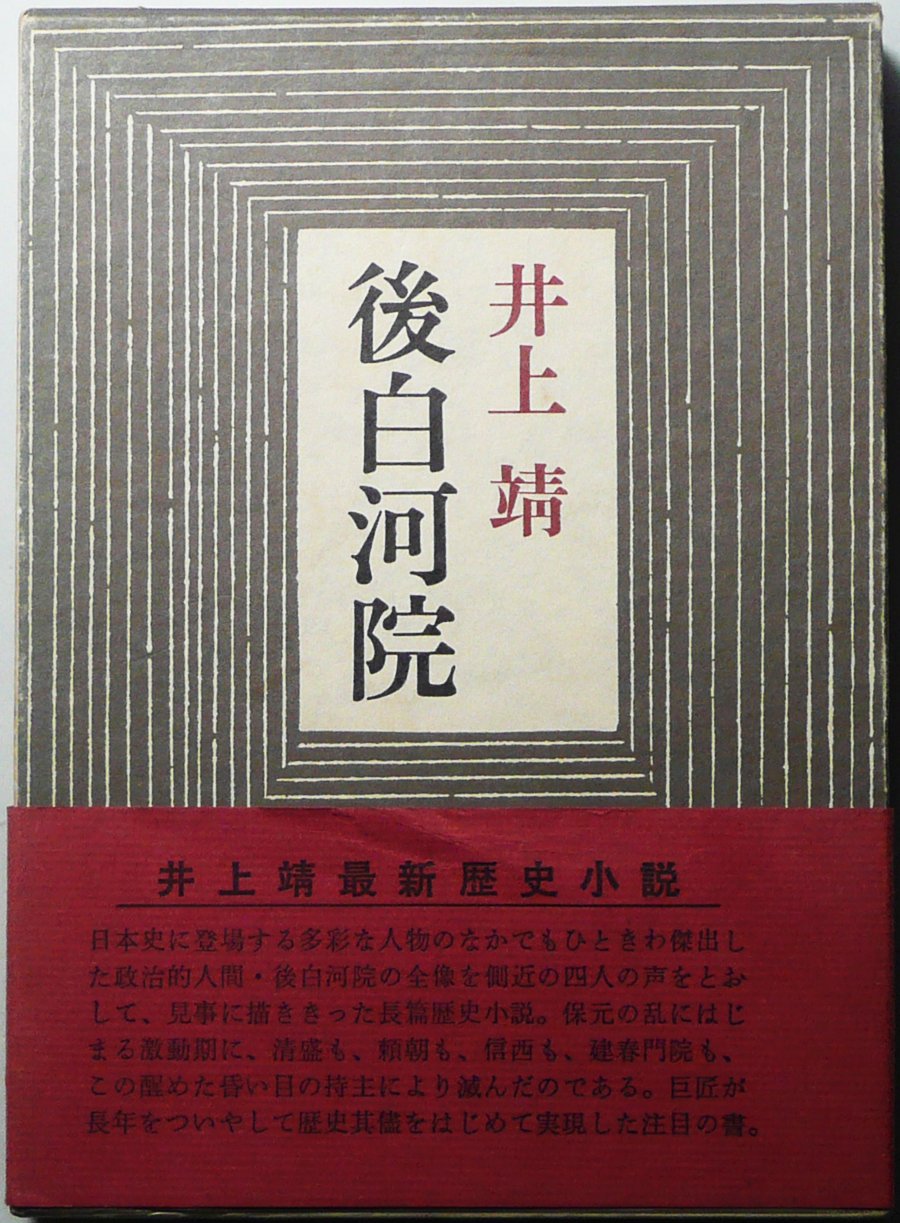 井上 靖
後白河院
井上靖最新歴史小説
日本史に登場する多彩な人物のなかでもひときわ傑出し
た政治的人間・後白河院の全像を側近の四人の声をとお
して、見事に描ききった長篇歴史小説。保元の乱にはじ
まる激動期に、清盛も、頼朝も、信西も、建春門院も、
この醒めた昏い目の持主により滅んだのである。巨匠が
長年をついやして歴史其儘をはじめて実現した注目の書。